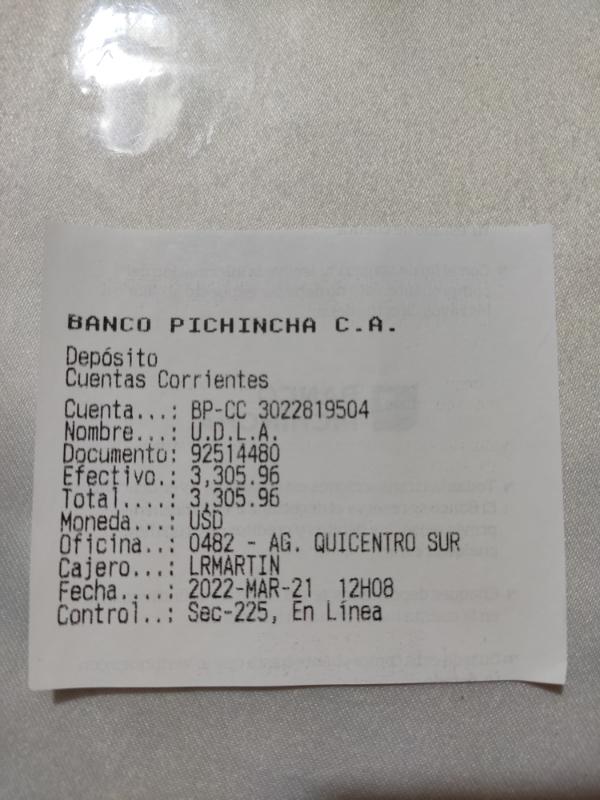 BANCO PICHINCHA C.A.
Depósito
Cuentas Corrientes
Cuenta...: BP-CC 3022819504
Nombre...: U.D.L.A.
Documento: 92514480
Efectivo.: 3,305.96
Total....: 3,305.96
Moneda...: USD
Oficina..: 0482 - AG. QUICENTRO SUR
Cajero...: LRMARTIN
Fecha....: 2022-MAR-21 12H08
Control..: Sec-225, En Línea